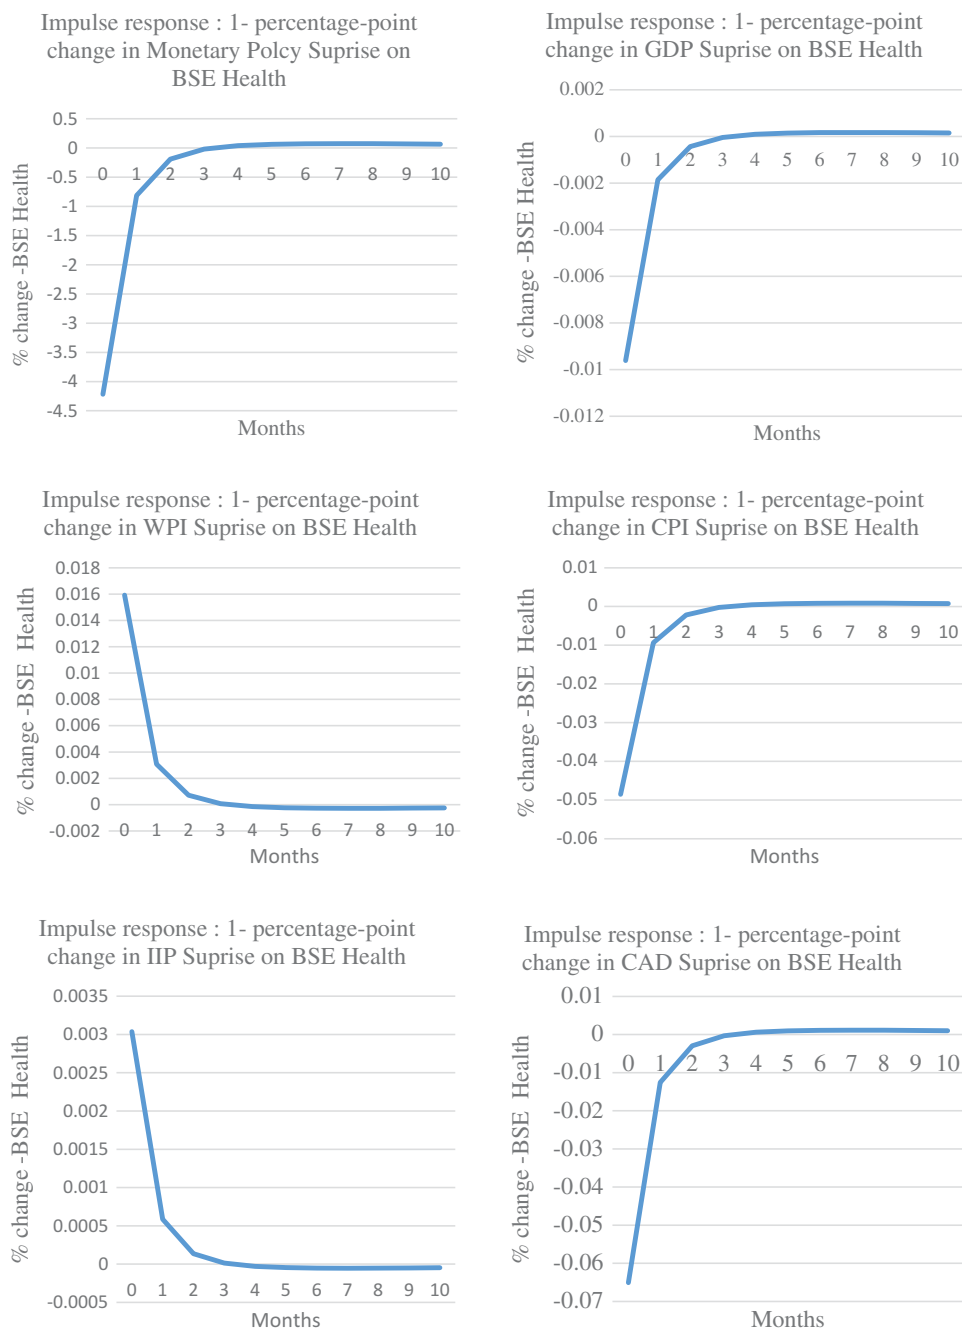 Impulse response : 1- percentage-point
change in Monetary Polcy Suprise on
BSE Health
0.5
0
-0.5
-1
-1.5
-2
-2.5
-3
-3.5
-4
-4.5
0 1 2 3 4 5 6 7 8 9 10
% change -BSE Health
Months
Impulse response : 1- percentage-point
change in GDP Suprise on BSE Health
0.002
0
-0.002
-0.004
-0.006
-0.008
-0.01
-0.012
0 1 2 3 4 5 6 7 8 9 10
% change -BSE Health
Months
Impulse response : 1- percentage-point
change in WPI Suprise on BSE Health
0.018
0.016
0.014
0.012
0.01
0.008
0.006
0.004
0.002
0
-0.002
0 1 2 3 4 5 6 7 8 9 10
% change -BSE Health
Months
Impulse response : 1- percentage-point
change in CPI Suprise on BSE Health
0.01
0
-0.01
-0.02
-0.03
-0.04
-0.05
-0.06
0 1 2 3 4 5 6 7 8 9 10
% change -BSE Health
Months
Impulse response : 1- percentage-point
change in IIP Suprise on BSE Health
0.0035
0.003
0.0025
0.002
0.0015
0.001
0.0005
0
-0.0005
0 1 2 3 4 5 6 7 8 9 10
% change -BSE Health
Months
Impulse response : 1- percentage-point
change in CAD Suprise on BSE Health
0.01
0
-0.01
-0.02
-0.03
-0.04
-0.05
-0.06
-0.07
0 1 2 3 4 5 6 7 8 9 10
% change -BSE Health
Months